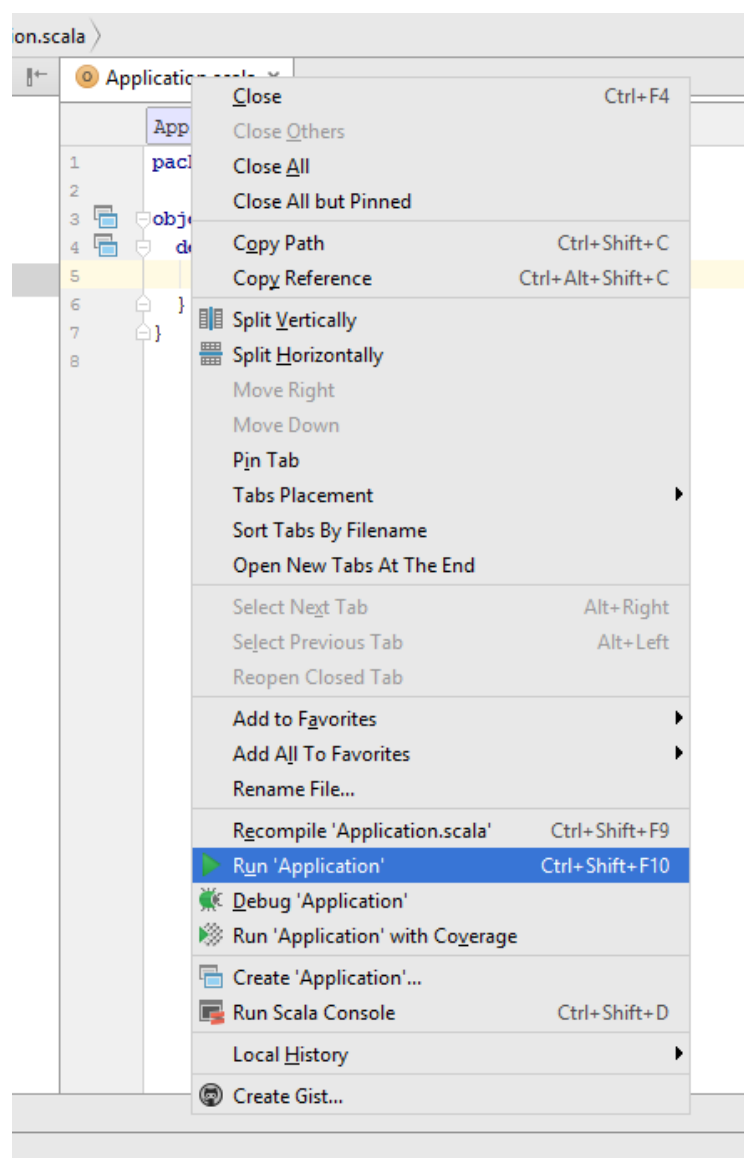 on.scala
Application.scala
App
Close Ctrl+F4
1 pac
Close Others
2
Close All
3 obje
Close All but Pinned
4 de
Copy Path Ctrl+Shift+C
5
Copy Reference Ctrl+Alt+Shift+C
6 }
Split Vertically
7 }
Split Horizontally
8
Move Right
Move Down
Pin Tab
Tabs Placement
Sort Tabs By Filename
Open New Tabs At The End
Select Next Tab Alt+Right
Select Previous Tab Alt+Left
Reopen Closed Tab
Add to Favorites
Add All To Favorites
Rename File...
Recompile 'Application.scala' Ctrl+Shift+F9
Run 'Application' Ctrl+Shift+F10
Debug 'Application'
Run 'Application' with Coverage
Create 'Application'...
Run Scala Console Ctrl+Shift+D
Local History
Create Gist...